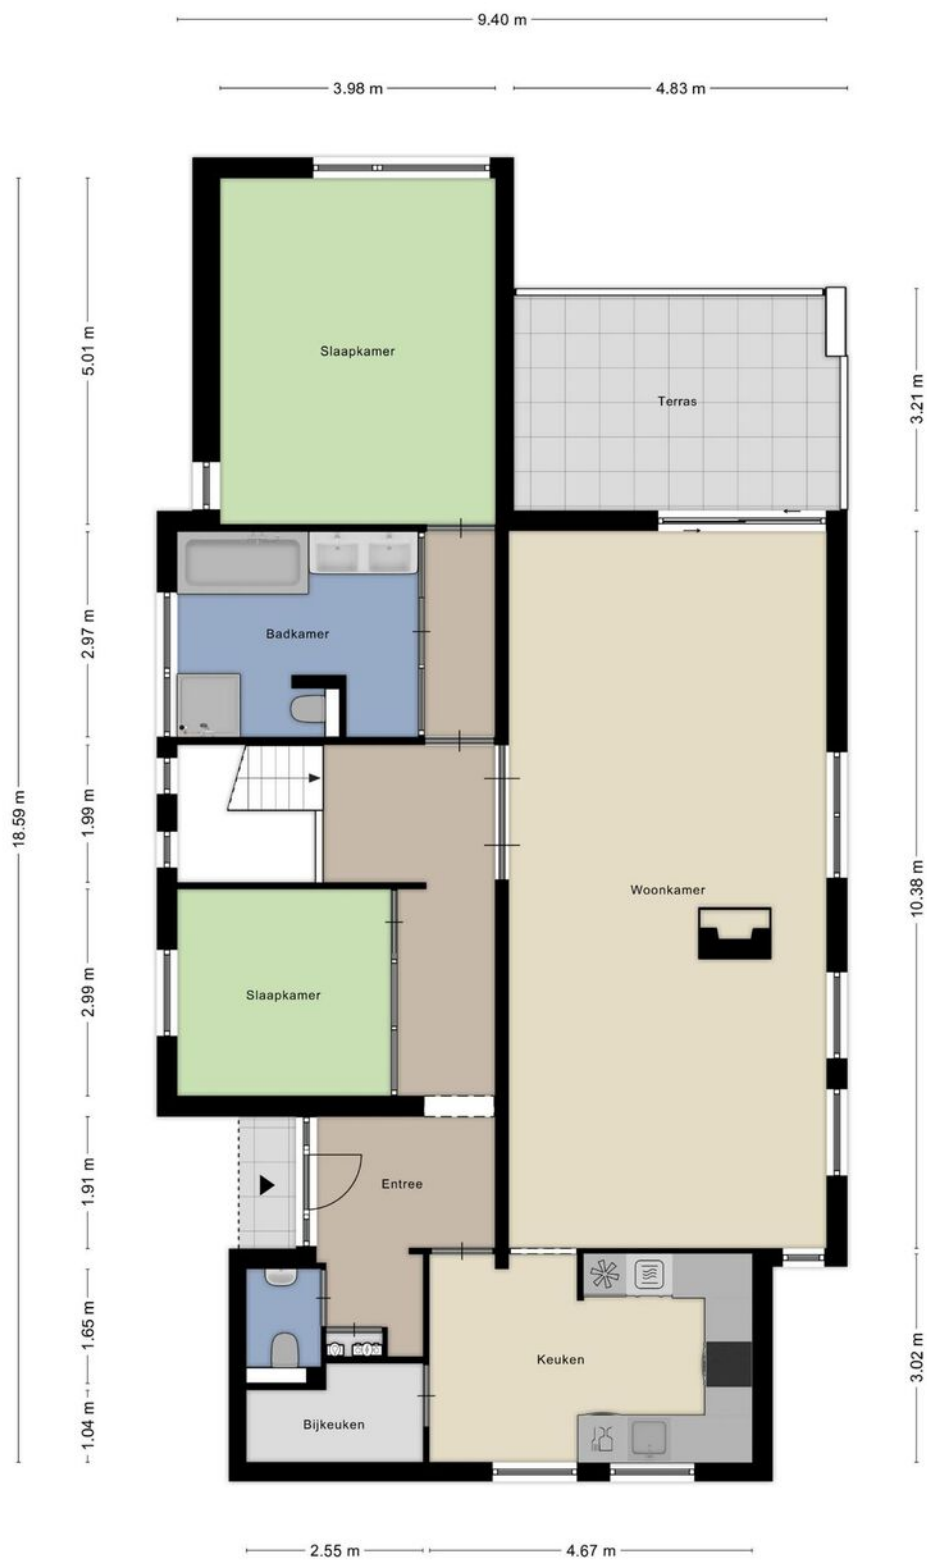 9.40 m
3.98 m
4.83 m
5.01 m
Slaapkamer
Terras
3.21 m
2.97 m
Badkamer
18.59 m
1.99 m
Woonkamer
10.38 m
2.99 m
Slaapkamer
1.91 m
Entree
1.65 m
Keuken
3.02 m
1.04 m
Bijkeuken
2.55 m
4.67 m